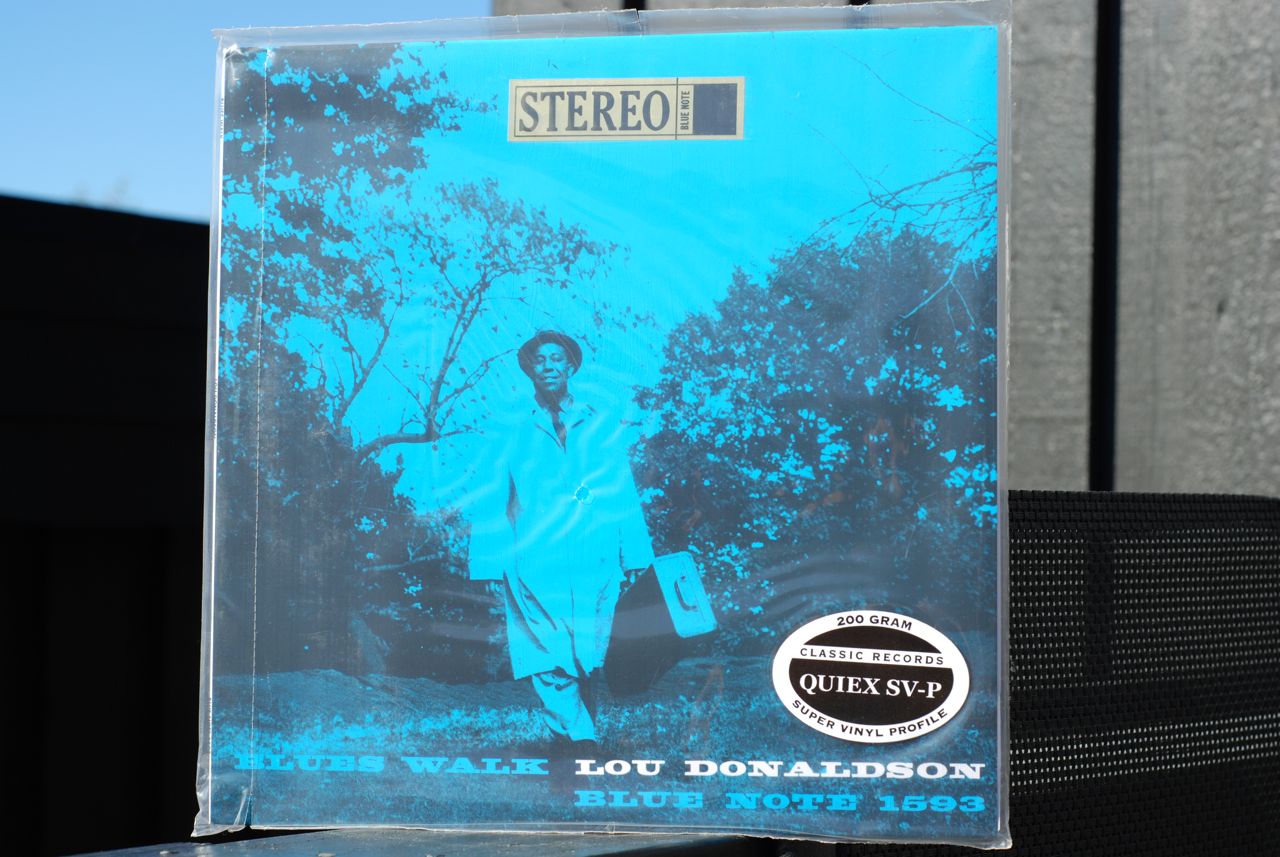 STEREO
BLUE NOTE
200 GRAM
CLASSIC RECORDS
QUIEX SV-P
SUPER VINYL PROFILE
BLUES WALK LOU DONALDSON
BLUE NOTE 1593